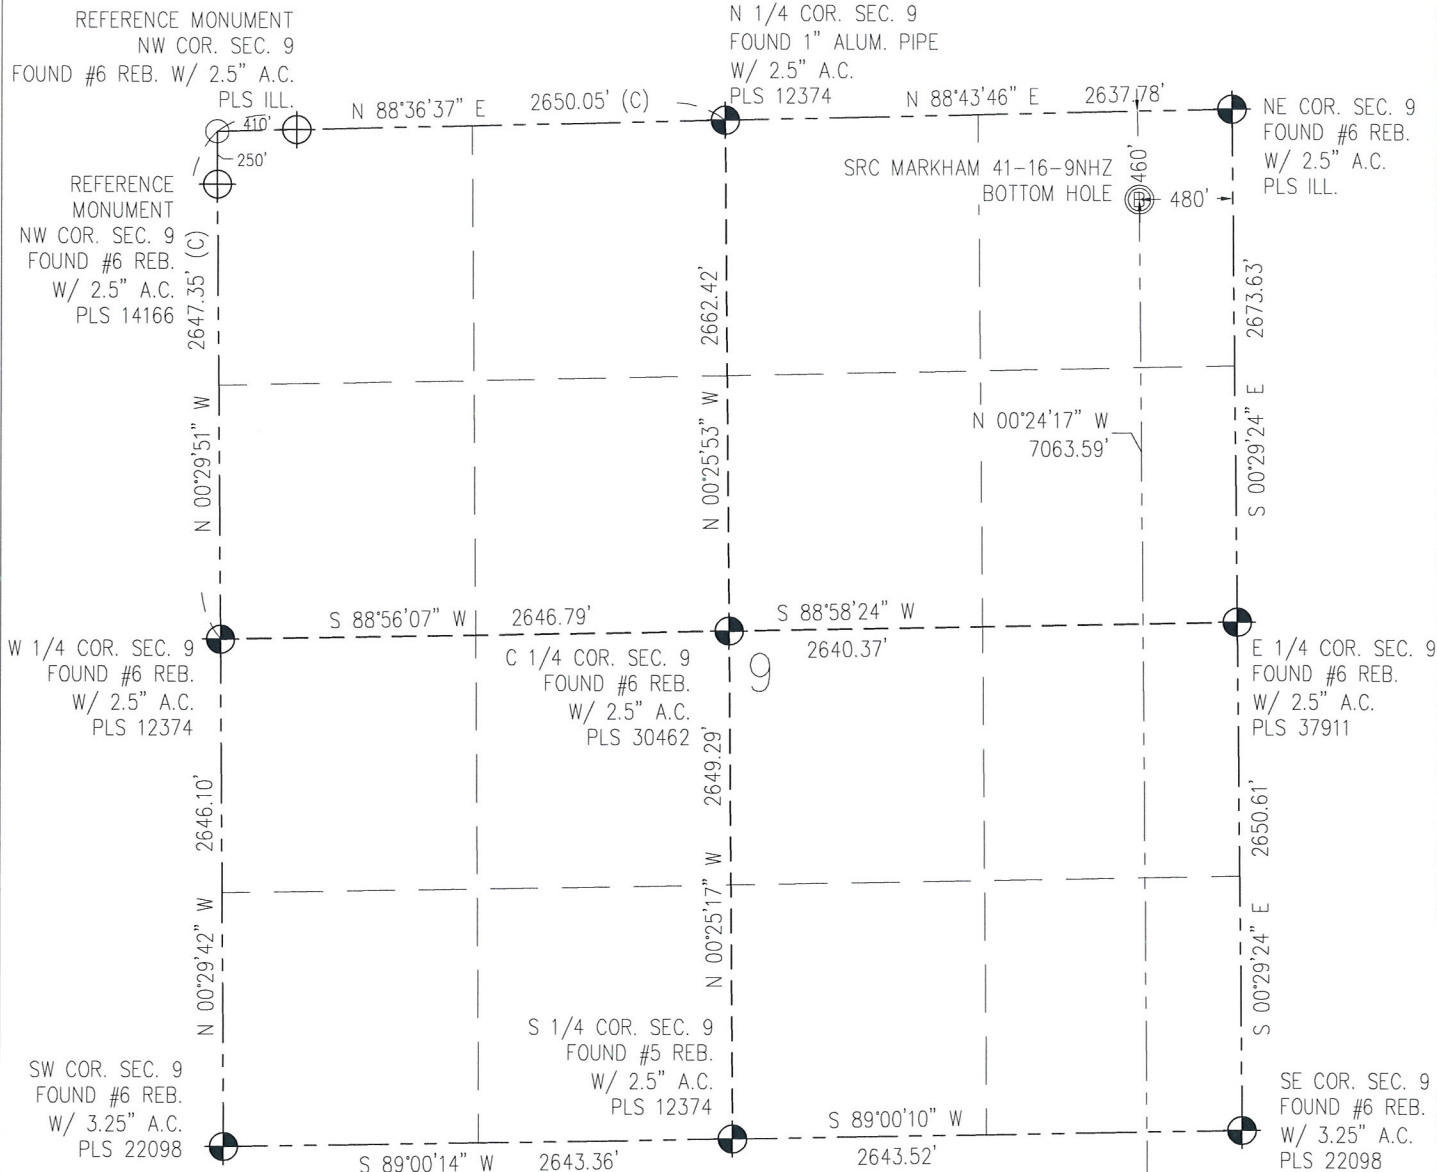 REFERENCE MONUMENT
NW COR. SEC. 9
FOUND #6 REB. W/ 2.5" A.C.
PLS ILL.
N 1/4 COR. SEC. 9
FOUND 1" ALUM. PIPE
W/ 2.5" A.C.
PLS 12374
N 88°36'37" E
2650.05' (C)
N 88°43'46" E
2637.78'
NE COR. SEC. 9
FOUND #6 REB.
W/ 2.5" A.C.
PLS ILL.
410'
250'
REFERENCE
MONUMENT
NW COR. SEC. 9
FOUND #6 REB.
W/ 2.5" A.C.
PLS 14166
SRC MARKHAM 41-16-9NHZ
BOTTOM HOLE
460'
B
480'
2647.35' (C)
N 00°29'51" W
2662.42'
N 00°25'53" W
N 00°24'17" W
7063.59'
2673.63'
S 00°29'24" E
S 88°56'07" W
2646.79'
S 88°58'24" W
2640.37'
W 1/4 COR. SEC. 9
FOUND #6 REB.
W/ 2.5" A.C.
PLS 12374
C 1/4 COR. SEC. 9
FOUND #6 REB.
W/ 2.5" A.C.
PLS 30462
9
E 1/4 COR. SEC. 9
FOUND #6 REB.
W/ 2.5" A.C.
PLS 37911
2646.10'
N 00°29'42" W
2649.29'
N 00°25'17" W
2650.61'
S 00°29'24" E
SW COR. SEC. 9
FOUND #6 REB.
W/ 3.25" A.C.
PLS 22098
S 1/4 COR. SEC. 9
FOUND #5 REB.
W/ 2.5" A.C.
PLS 12374
SE COR. SEC. 9
FOUND #6 REB.
W/ 3.25" A.C.
PLS 22098
S 89°00'14" W
2643.36'
S 89°00'10" W
2643.52'